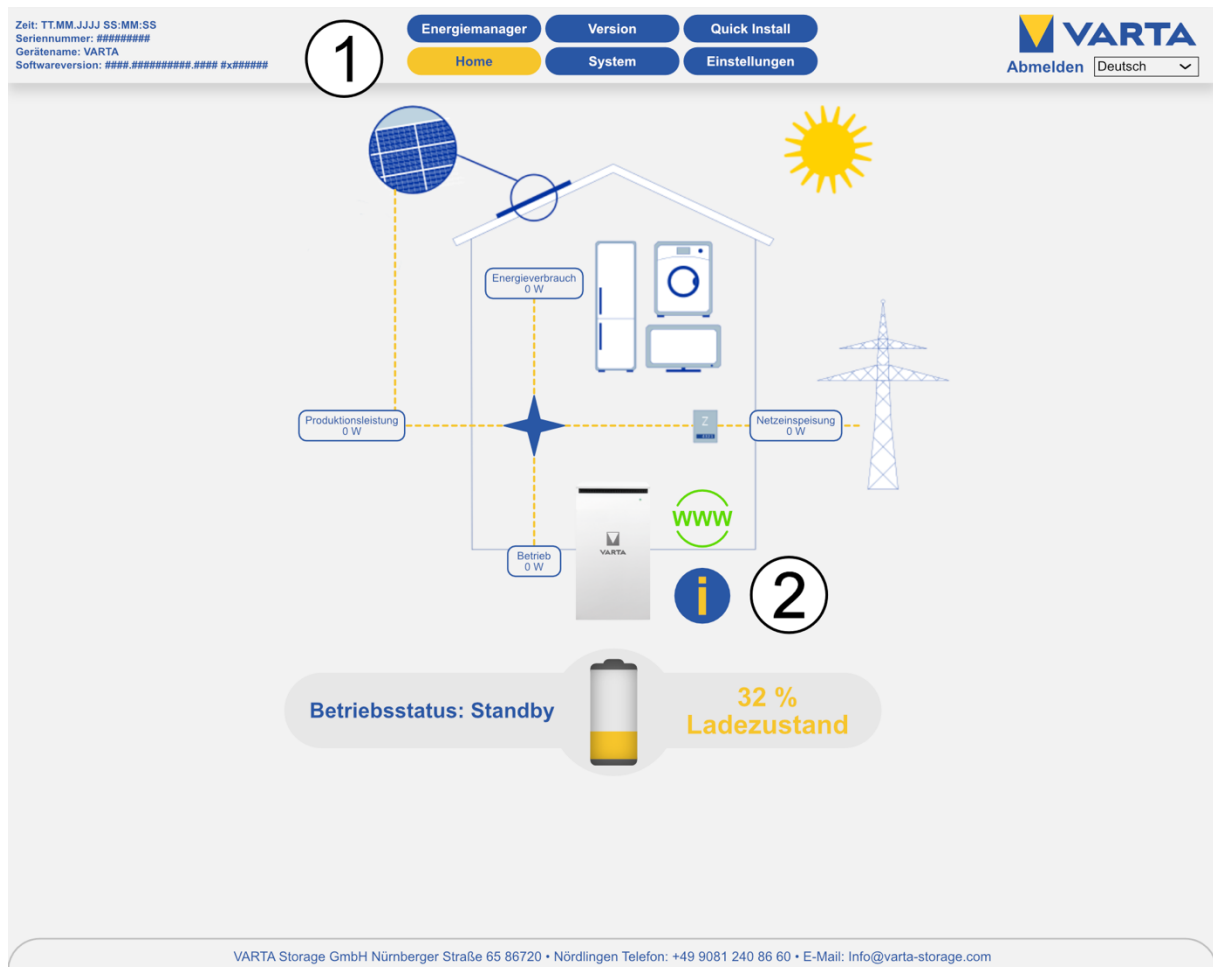 Zeit: TT.MM.JJJJ SS:MM:SS
Seriennummer: #########
Gerätename: VARTA
Softwareversion: ####.##########.#### #x######
1
Energiemanager
Version
Quick Install
Home
System
Einstellungen
VARTA
Abmelden
Deutsch
Energieverbrauch
0 W
Produktionsleistung
0 W
Z
Netzeinspeisung
0 W
VARTA
www
Betrieb
0 W
i
2
Betriebsstatus: Standby
32 %
Ladezustand
VARTA Storage GmbH Nürnberger Straße 65 86720 • Nördlingen Telefon: +49 9081 240 86 60 • E-Mail: Info@varta-storage.com